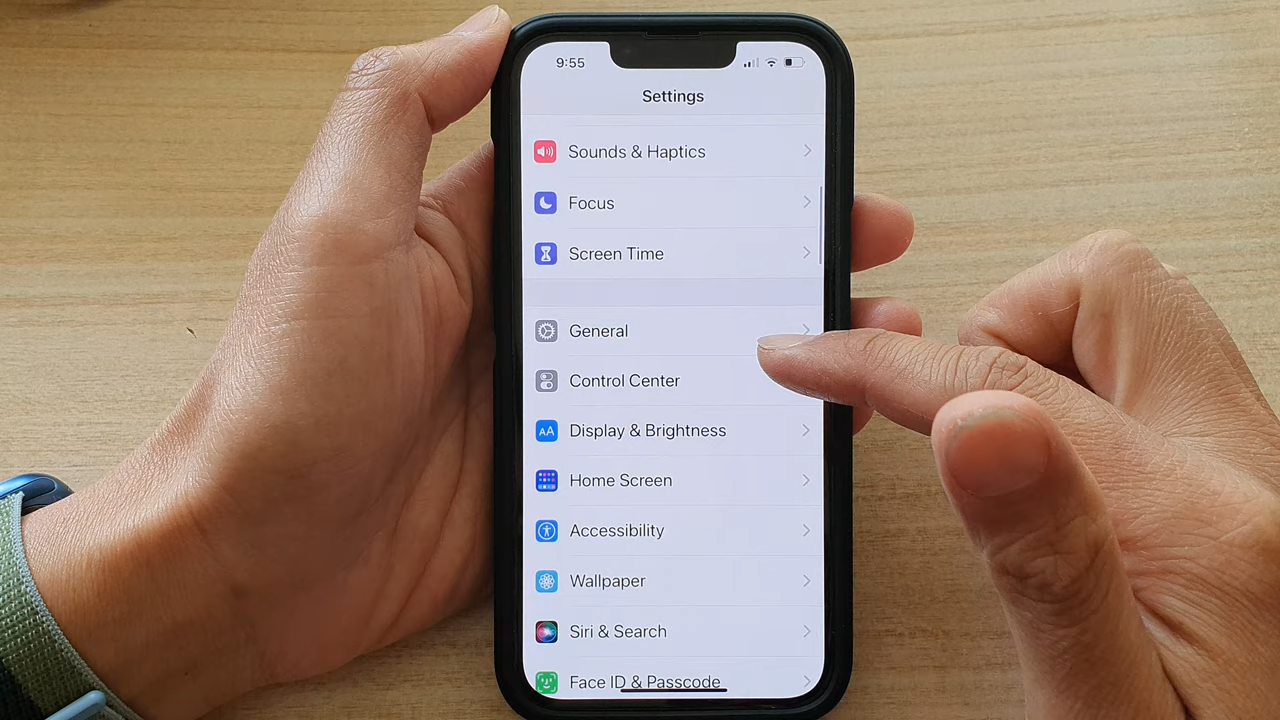 9:55
Settings
Sounds & Haptics
Focus
Screen Time
General
Control Center
AA Display & Brightness
Home Screen
Accessibility
Wallpaper
Siri & Search
Face ID & Passcode